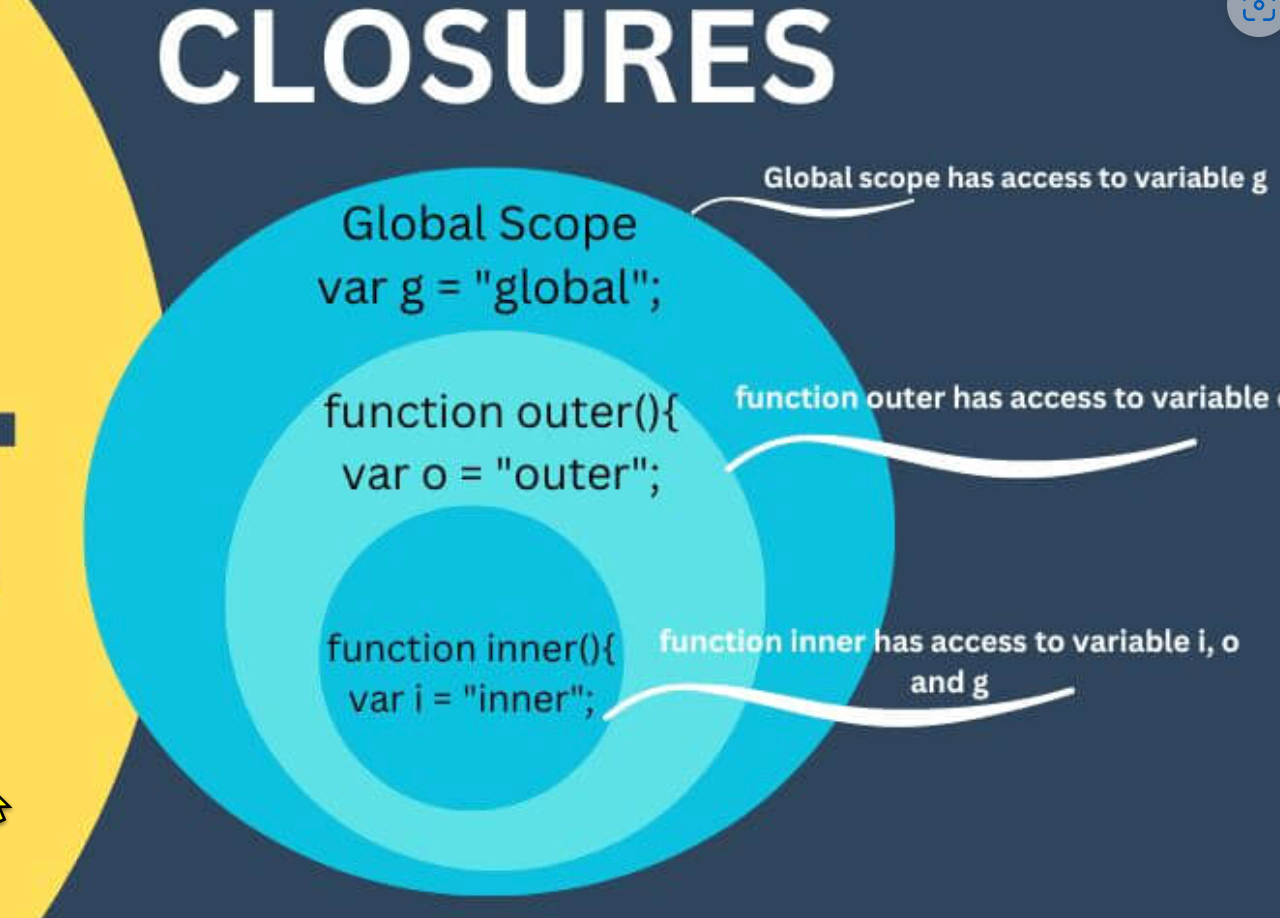 CLOSURES
Global scope has access to variable g
Global Scope
var g = "global";
function outer has access to variable
function outer(){
var o = "outer";
function inner has access to variable i, o
and g
function inner(){
var i = "inner";